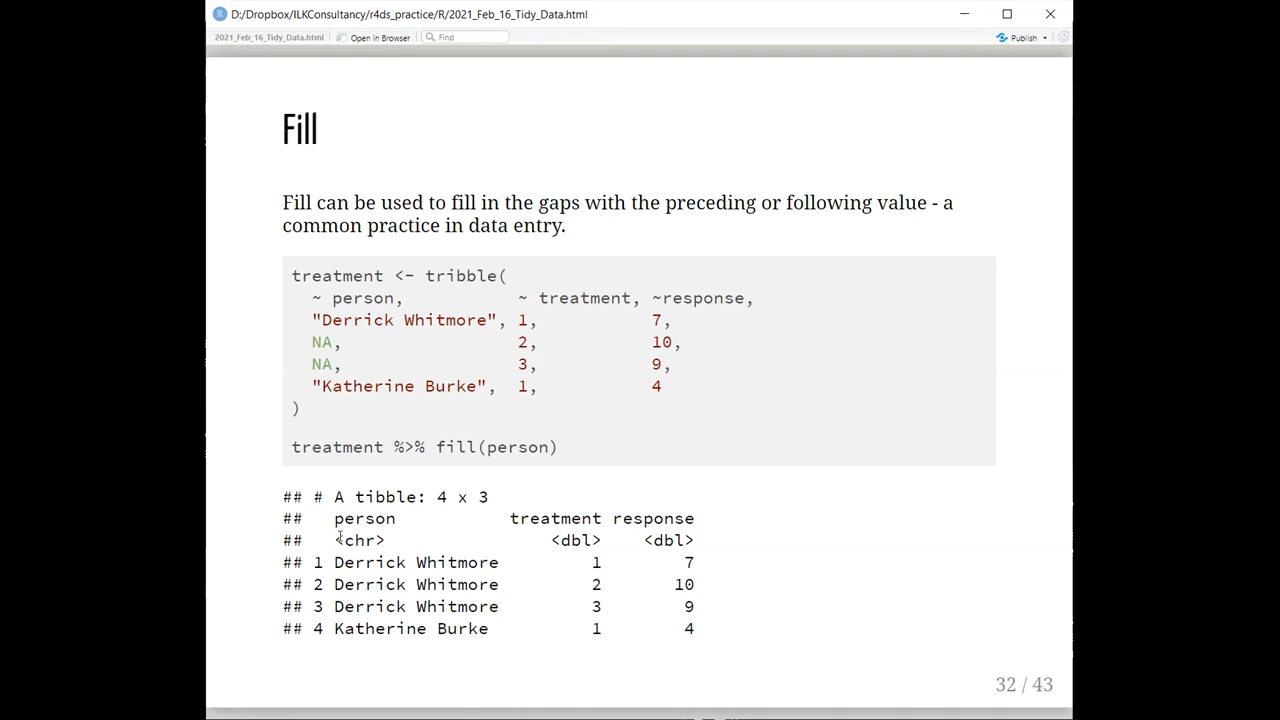 D:/Dropbox/ILKConsultancy/r4ds_practice/R/2021_Feb_16_Tidy_Data.html
2021_Feb_16_Tidy_Data.html Open in Browser Find Publish
Fill
Fill can be used to fill in the gaps with the preceding or following value - a
common practice in data entry.
treatment <- tribble(
  ~ person,           ~ treatment, ~response,
  "Derrick Whitmore", 1,           7,
  NA,                 2,           10,
  NA,                 3,           9,
  "Katherine Burke",  1,           4
)
treatment %>% fill(person)
## # A tibble: 4 x 3
##   person           treatment response
##   <chr>                <dbl>    <dbl>
## 1 Derrick Whitmore         1        7
## 2 Derrick Whitmore         2       10
## 3 Derrick Whitmore         3        9
## 4 Katherine Burke          1        4
32 / 43